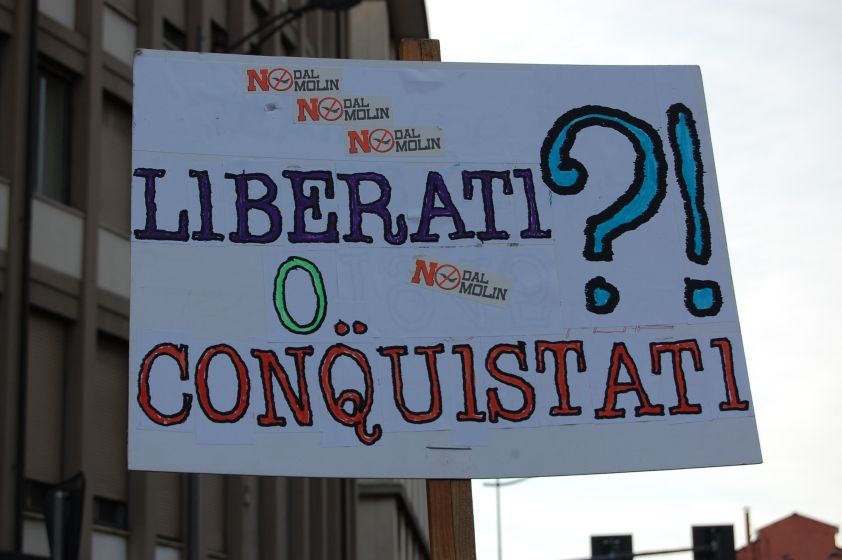 NO DAL MOLIN
NO DAL MOLIN
NO DAL MOLIN
LIBERATI ?!
O
NO DAL MOLIN
CONQUISTATI